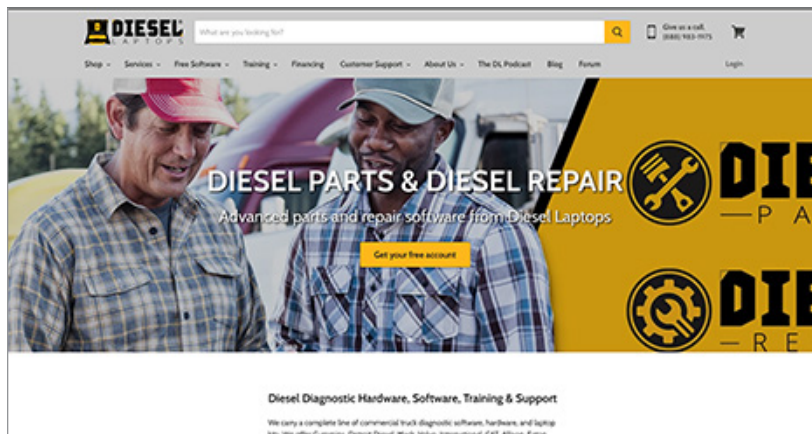 DIESEL
LAPTOPS
What are you looking for?
Give us a call.
(888) 983-1975
Shop
Services
Free Software
Training
Financing
Customer Support
About Us
The DL Podcast
Blog
Forum
Login
DIESEL PARTS & DIESEL REPAIR
Advanced parts and repair software from Diesel Laptops
Get your free account
DIE
PA
DIE
RE
Diesel Diagnostic Hardware, Software, Training & Support
We carry a complete line of commercial truck diagnostic software, hardware, and laptop